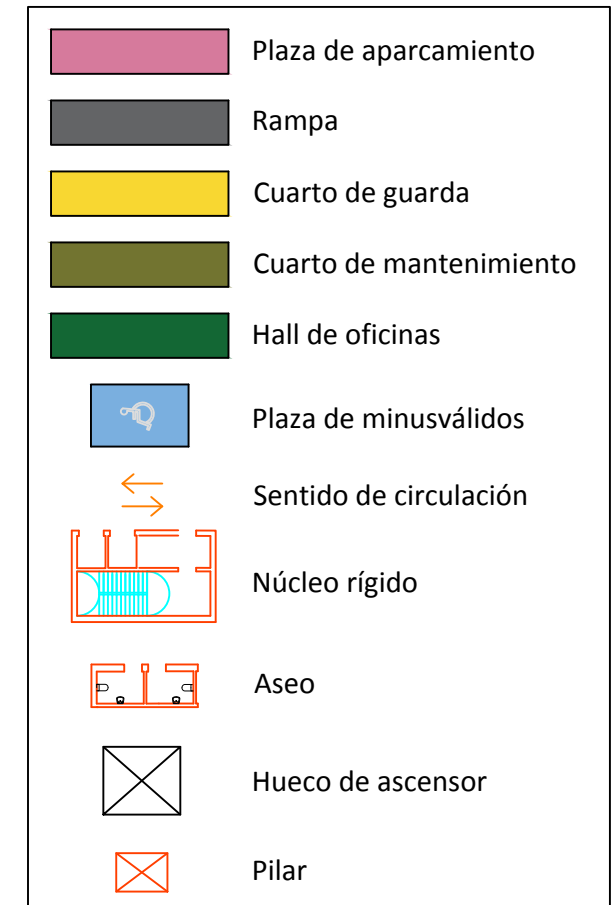 Plaza de aparcamiento
Rampa
Cuarto de guarda
Cuarto de mantenimiento
Hall de oficinas
Plaza de minusválidos
Sentido de circulación
Núcleo rígido
Aseo
Hueco de ascensor
Pilar